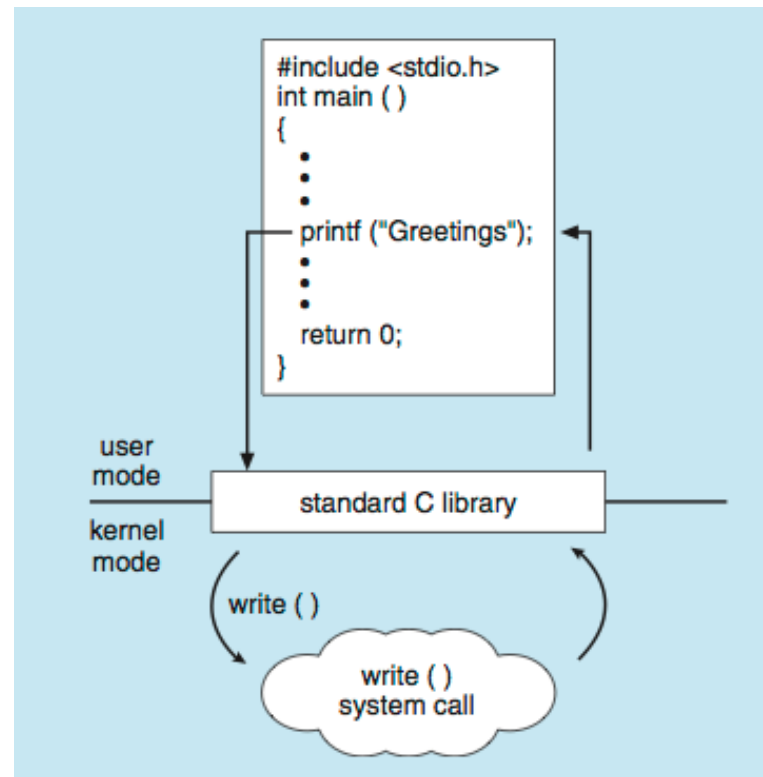 #include <stdio.h>
int main ( )
{
•
•
•
printf ("Greetings");
•
•
•
return 0;
}
user
mode
standard C library
kernel
mode
write ( )
write ( )
system call